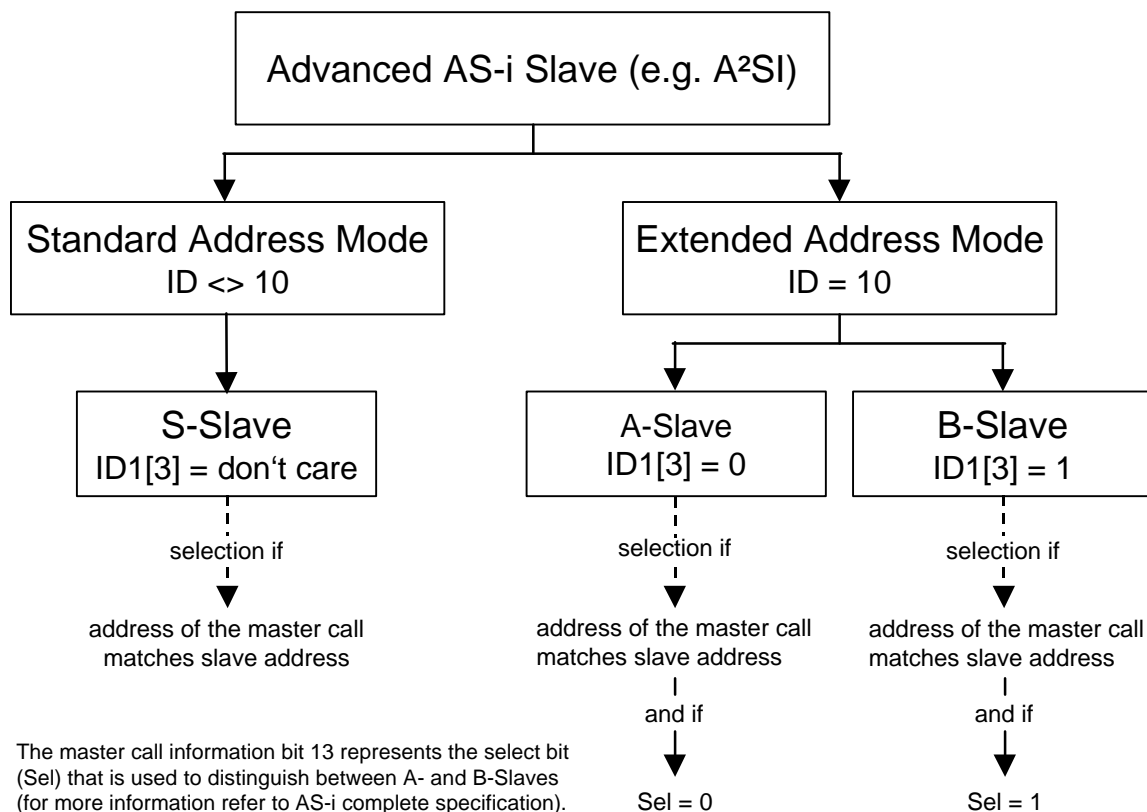 Advanced AS-i Slave (e.g. A²SI)
Standard Address Mode
ID <> 10
Extended Address Mode
ID = 10
S-Slave
ID1[3] = don‘t care
A-Slave
ID1[3] = 0
B-Slave
ID1[3] = 1
selection if
selection if
selection if
address of the master call
matches slave address
address of the master call
matches slave address
address of the master call
matches slave address
and if
and if
The master call information bit 13 represents the select bit
(Sel) that is used to distinguish between A- and B-Slaves
(for more information refer to AS-i complete specification).
Sel = 0
Sel = 1